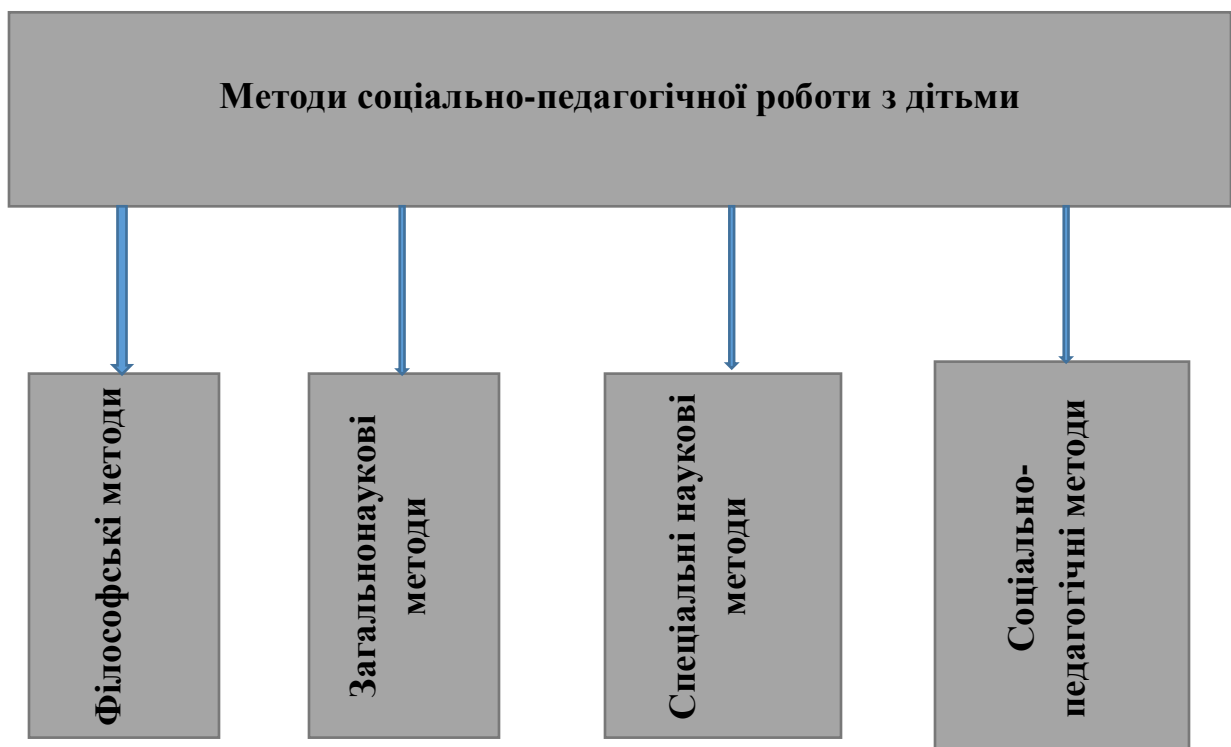 Методи соціально-педагогічної роботи з дітьми
Філософські методи
Загальнонаукові
методи
Спеціальні наукові
методи
Соціально-
педагогічні методи